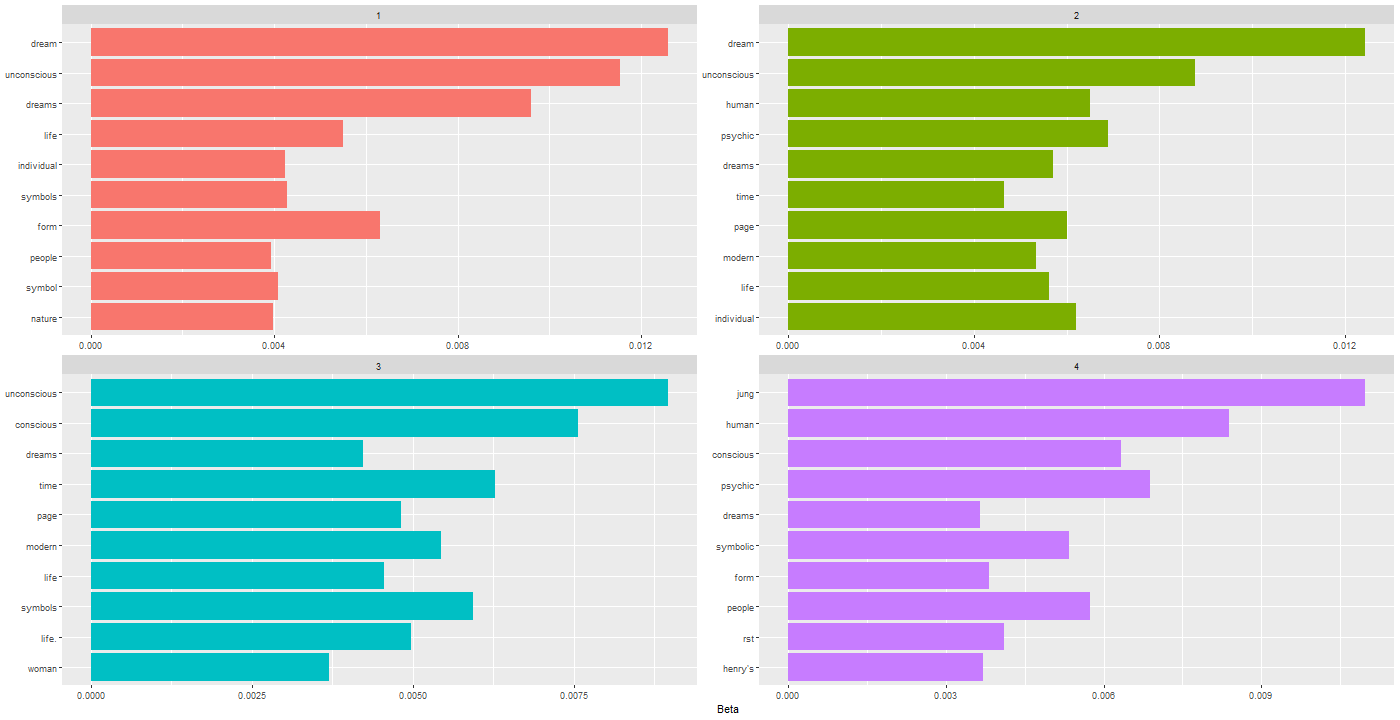 1
dream
unconscious
dreams
life
individual
symbols
form
people
symbol
nature
0.000 0.004 0.008 0.012
2
dream
unconscious
human
psychic
dreams
time
page
modern
life
individual
0.000 0.004 0.008 0.012
3
unconscious
conscious
dreams
time
page
modern
life
symbols
life.
woman
0.0000 0.0025 0.0050 0.0075
4
jung
human
conscious
psychic
dreams
symbolic
form
people
rst
henry's
0.000 0.003 0.006 0.009
Beta